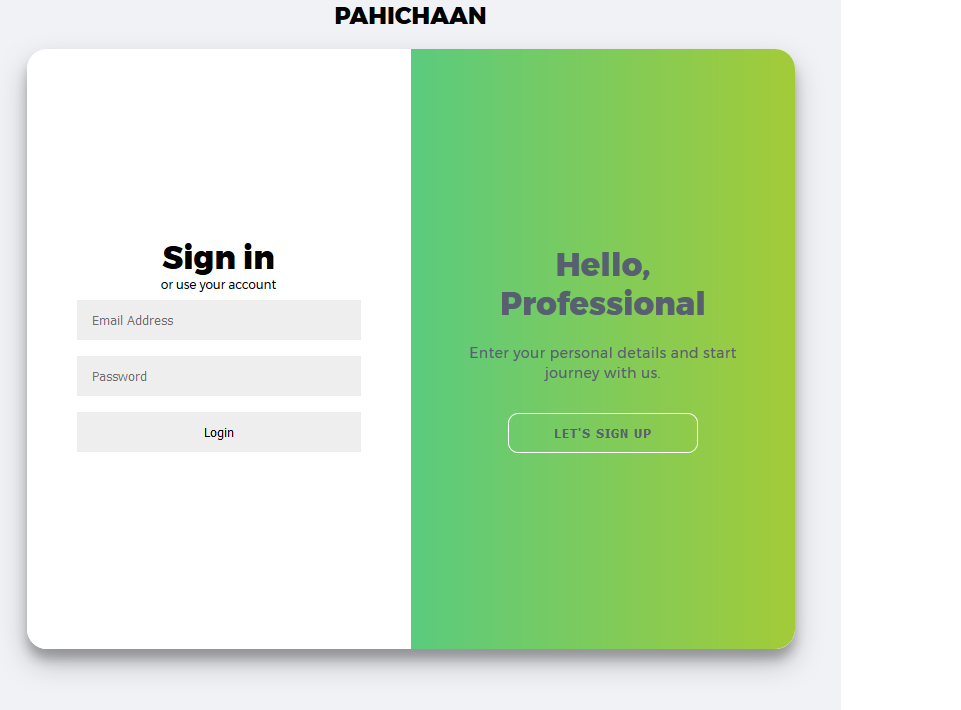 PAHICHAAN
Sign in
or use your account
Email Address
Password
Login
Hello,
Professional
Enter your personal details and start
journey with us.
LET'S SIGN UP